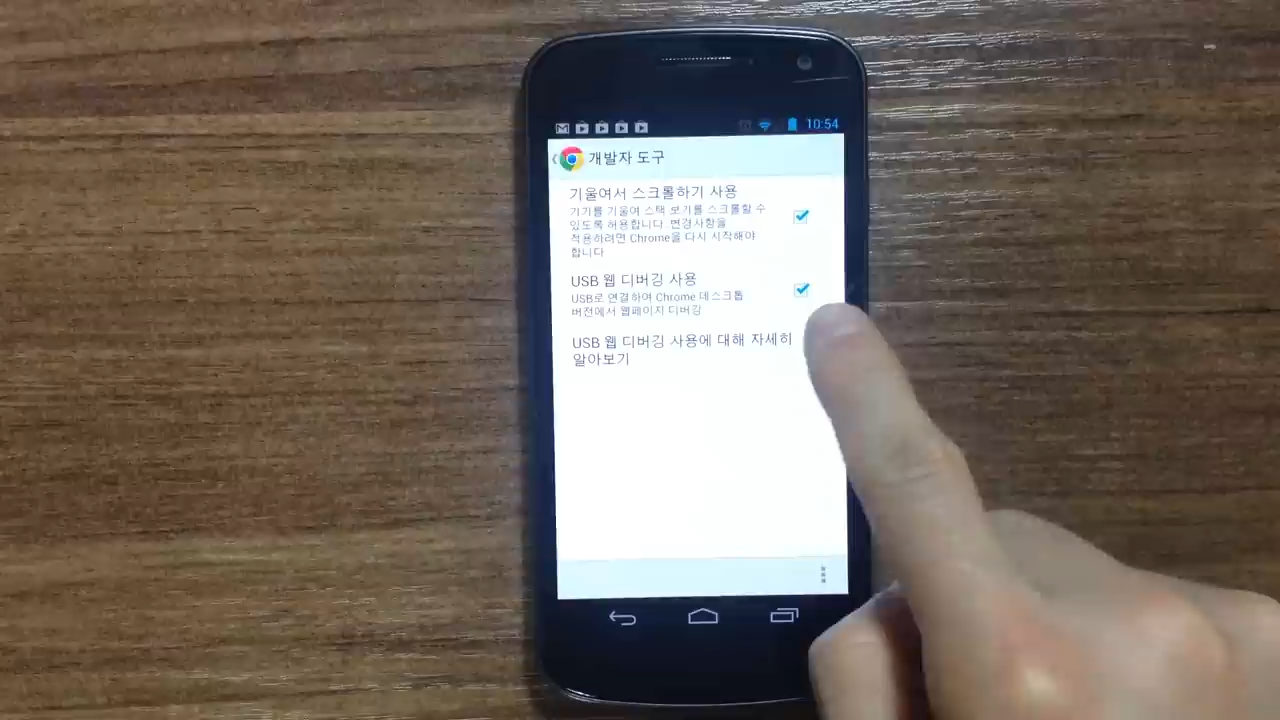 10:54
개발자 도구
기울여서 스크롤하기 사용
기기를 기울여 스택 보기를 스크롤할 수
있도록 허용합니다. 변경사항을
적용하려면 Chrome을 다시 시작해야
합니다
USB 웹 디버깅 사용
USB로 연결하여 Chrome 데스크톱
버전에서 웹페이지 디버깅
USB 웹 디버깅 사용에 대해 자세히
알아보기